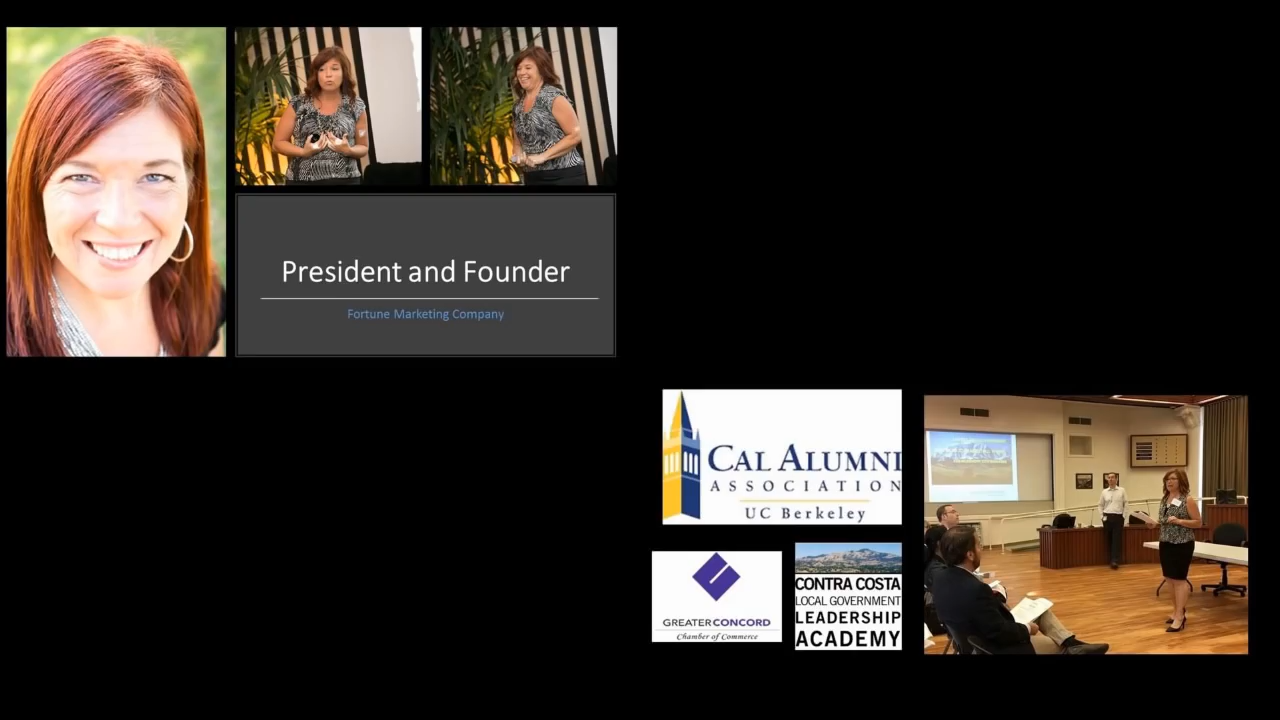 President and Founder
Fortune Marketing Company
CAL ALUMNI
ASSOCIATION
UC Berkeley
GREATER CONCORD
Chamber of Commerce
CONTRA COSTA
LOCAL GOVERNMENT
LEADERSHIP
ACADEMY